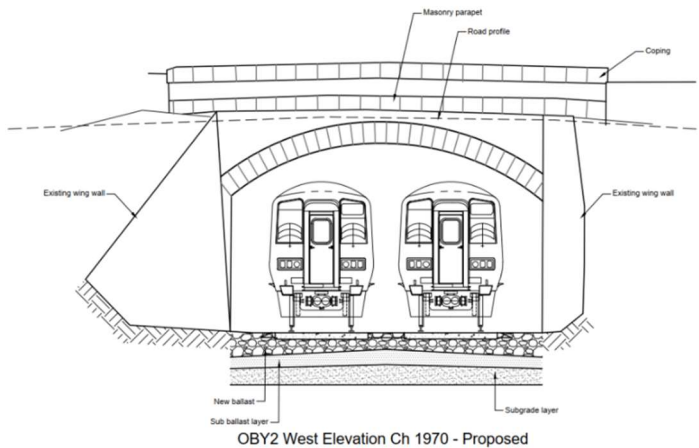 Masonry parapet
Road profile
Coping
Existing wing wall
Existing wing wall
New ballast
Sub ballast layer
Subgrade layer
OBY2 West Elevation Ch 1970 - Proposed